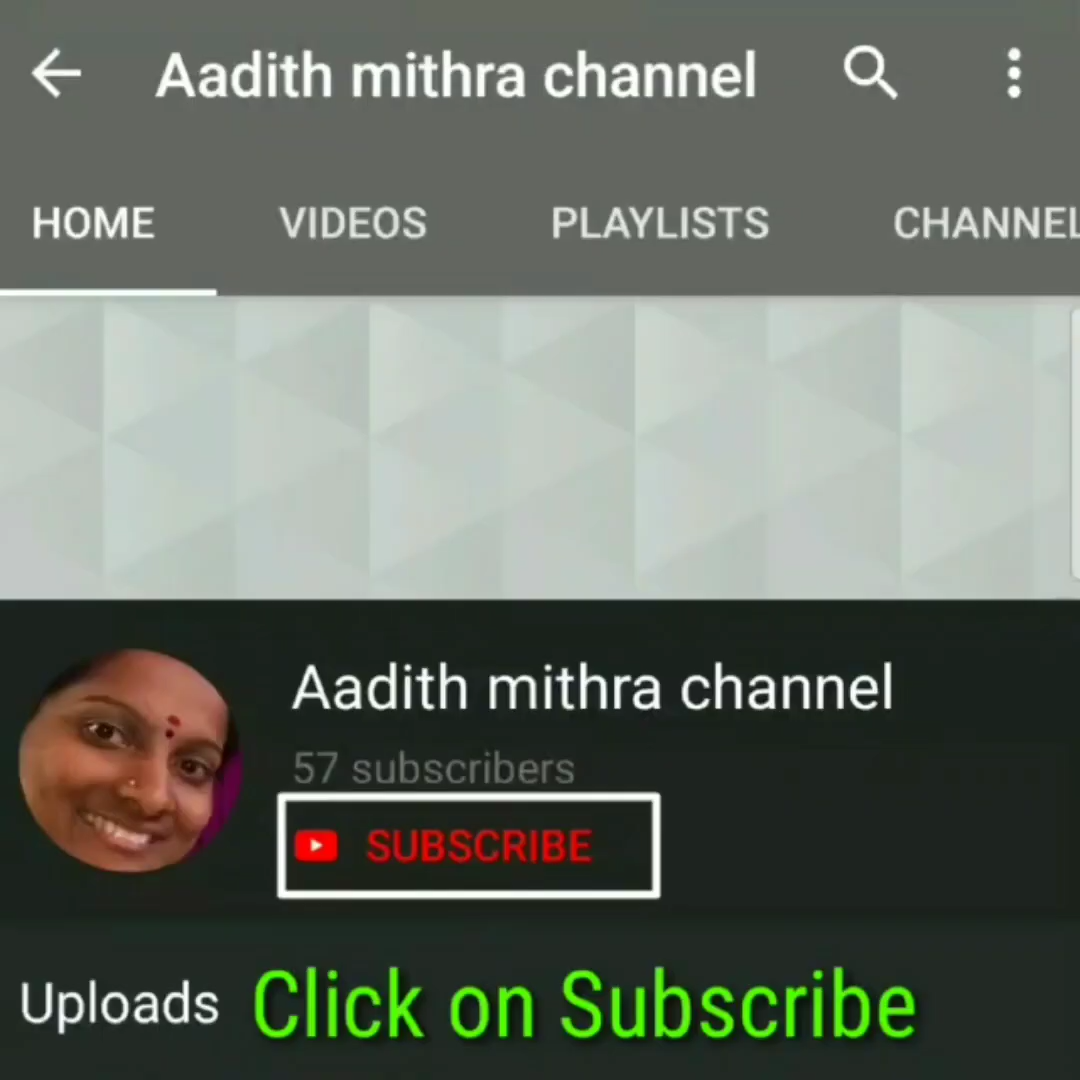 Aadith mithra channel
HOME VIDEOS PLAYLISTS CHANNEL
Aadith mithra channel
57 subscribers
SUBSCRIBE
Uploads Click on Subscribe